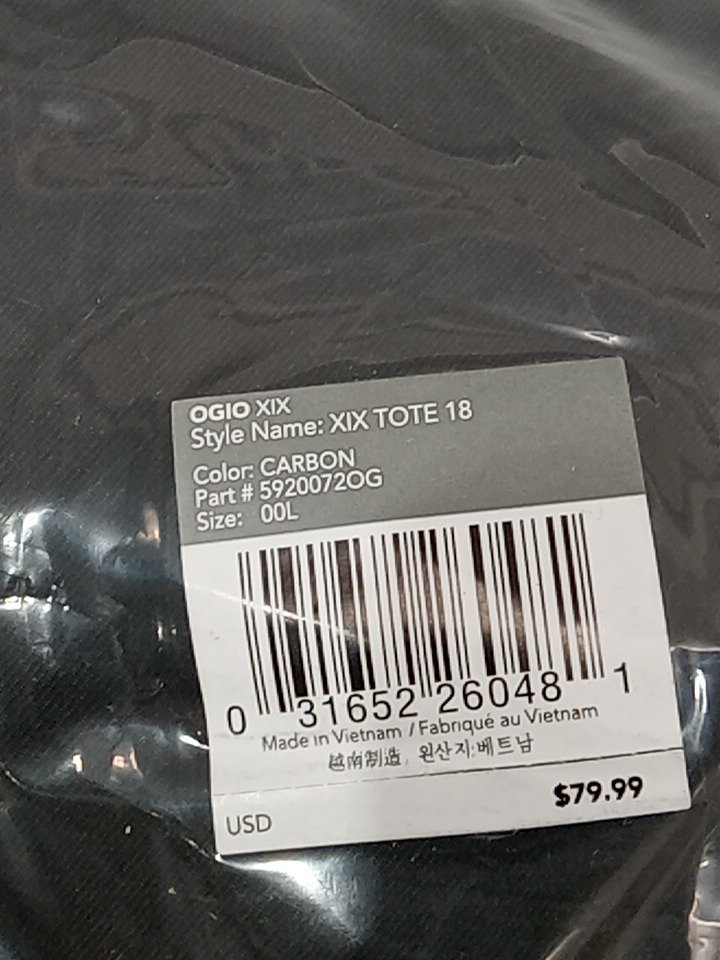 OGIO XIX
Style Name: XIX TOTE 18
Color: CARBON
Part # 5920072OG
Size: 00L
0 31652 26048 1
Made in Vietnam / Fabriqué au Vietnam
越南制造, 원산지:베트남
$79.99
USD